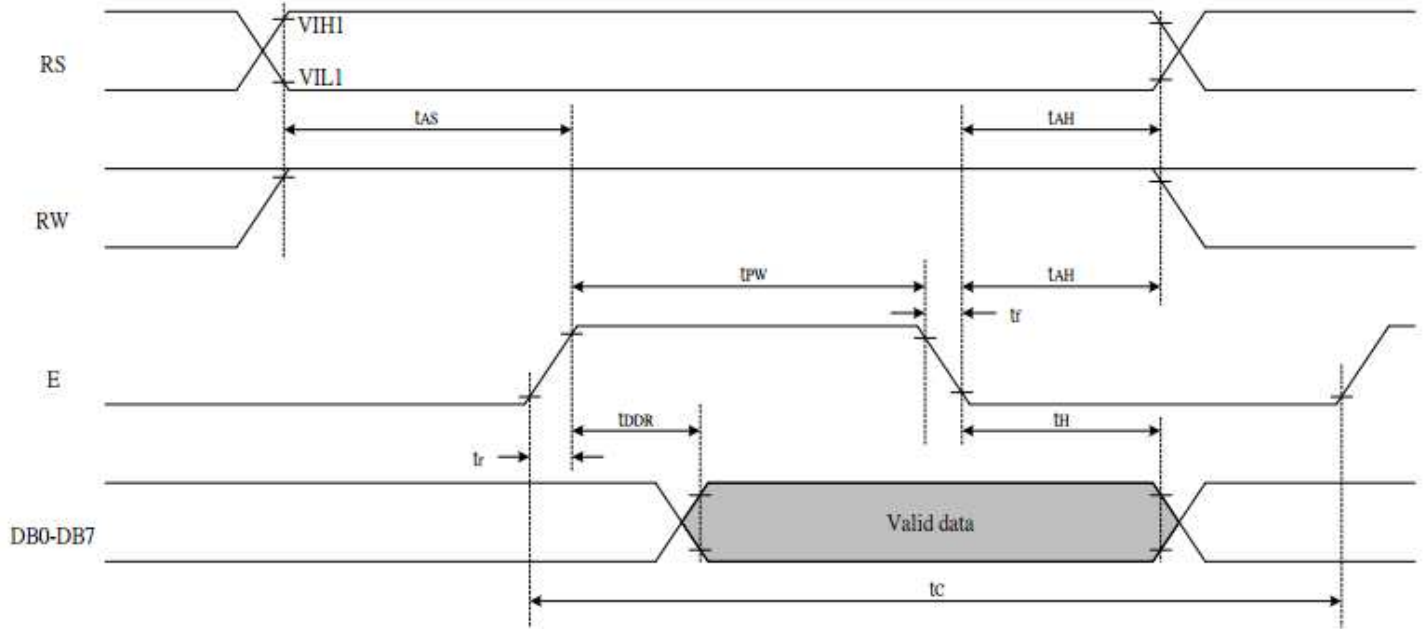 VIH1
RS
VIL1
tAS
tAH
RW
tPW
tAH
tf
E
tDDR
tH
tr
DB0-DB7
Valid data
tC